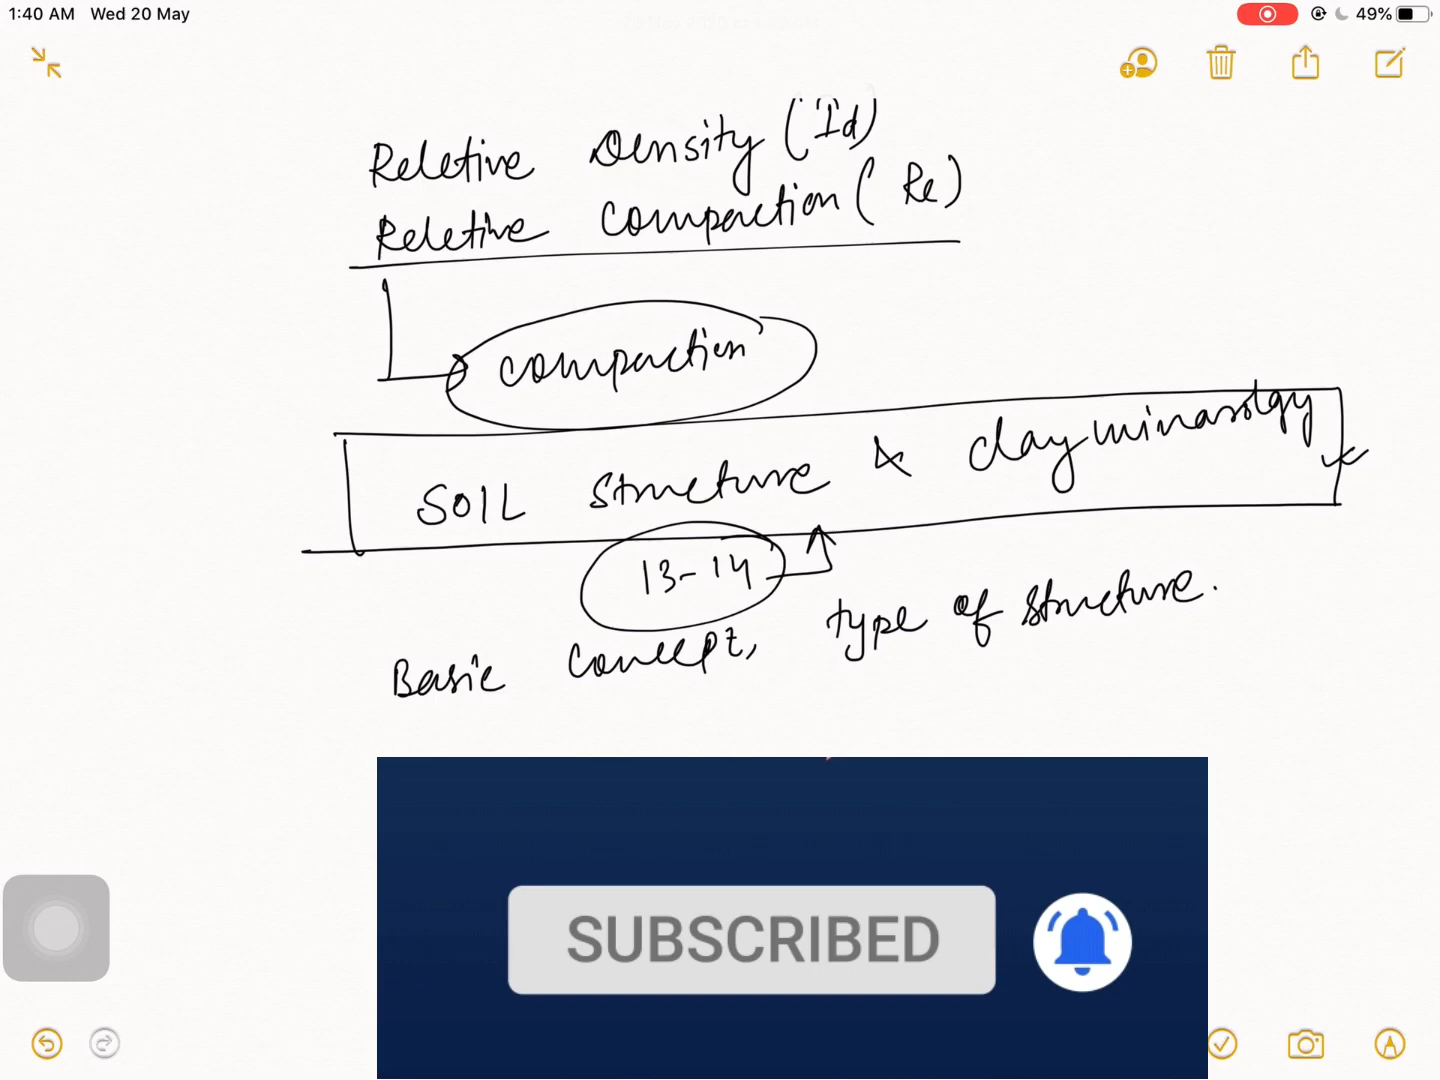 1:40 AM Wed 20 May
49%
Reletive Density (Id)
Reletive compaction (Rc)
compaction
SOIL structure & clay minarolgy
13-14
Basic concept, type of structure.
SUBSCRIBED